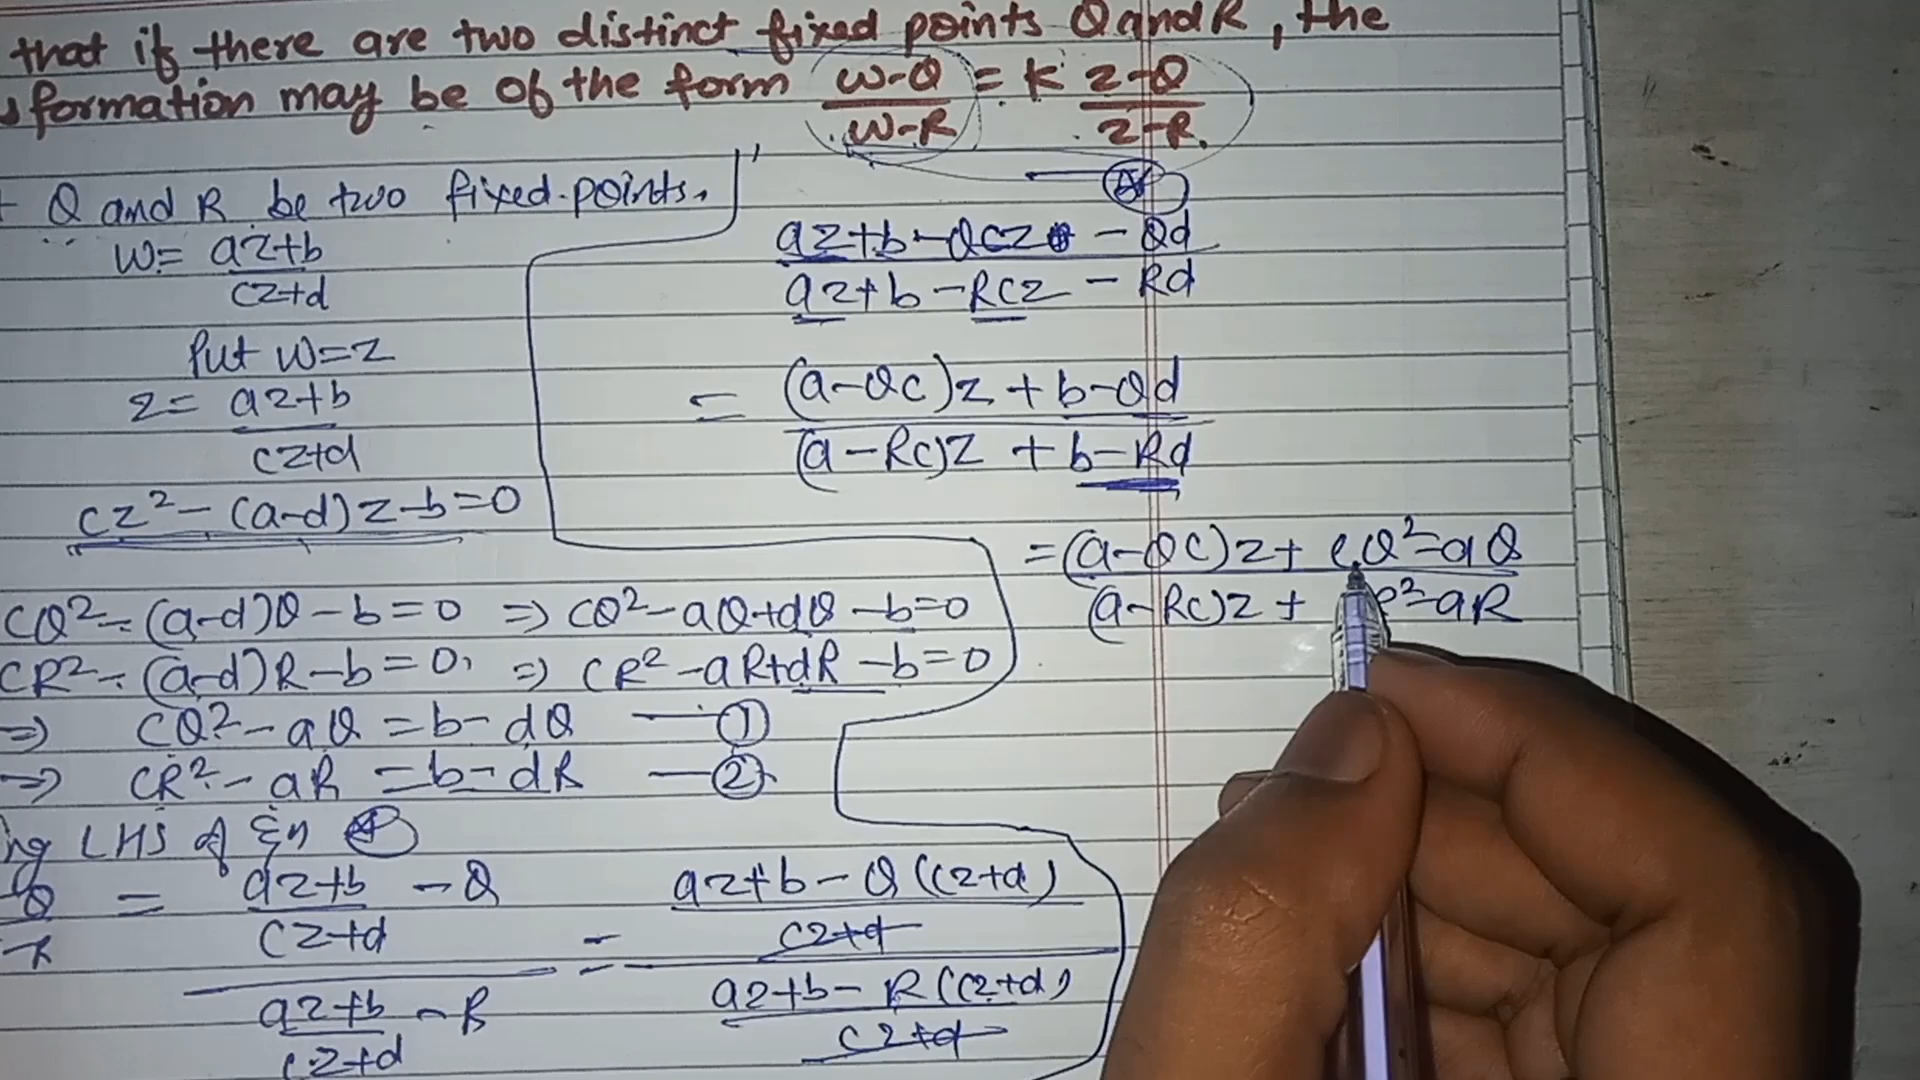 that if there are two distinct fixed points Q and R, the
formation may be of the form (w-Q)/(w-R) = k (z-Q)/(z-R)
Q and R be two fixed points.
w = (az+b)/(cz+d)
Put w=z
z = (az+b)/(cz+d)
cz²-(a-d)z-b=0
cQ²-(a-d)Q-b=0 ⇒ cQ²-aQ+dQ-b=0
cR²-(a-d)R-b=0, ⇒ cR²-aR+dR-b=0
⇒ cQ²-aQ = b-dQ —①
⇒ cR²-aR = b-dR —②
LHS of Eqn
Q = (az+b)/(cz+d) - Q = (az+b-Q(cz+d))/(cz+d)
R (az+b)/(cz+d) - R (az+b-R(cz+d))/(cz+d)
az+b-Qcz - Qd
az+b-Rcz - Rd
= (a-Qc)z + b-Qd
(a-Rc)z + b-Rd
= (a-Qc)z + cQ²-aQ
(a-Rc)z + R²-aR